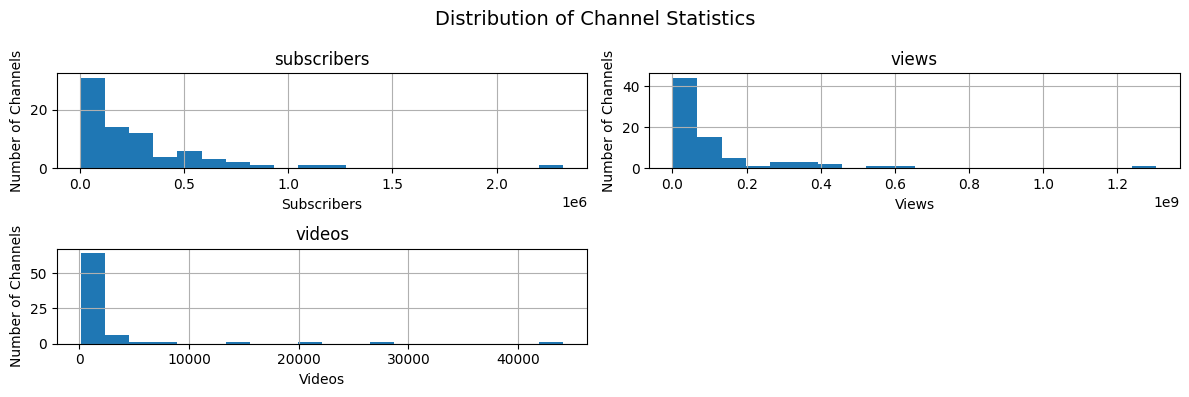 Distribution of Channel Statistics
subscribers
Number of Channels
20
0
0.0 0.5 1.0 1.5 2.0
1e6
Subscribers
views
Number of Channels
40
20
0
0.0 0.2 0.4 0.6 0.8 1.0 1.2
1e9
Views
videos
Number of Channels
50
25
0
0 10000 20000 30000 40000
Videos